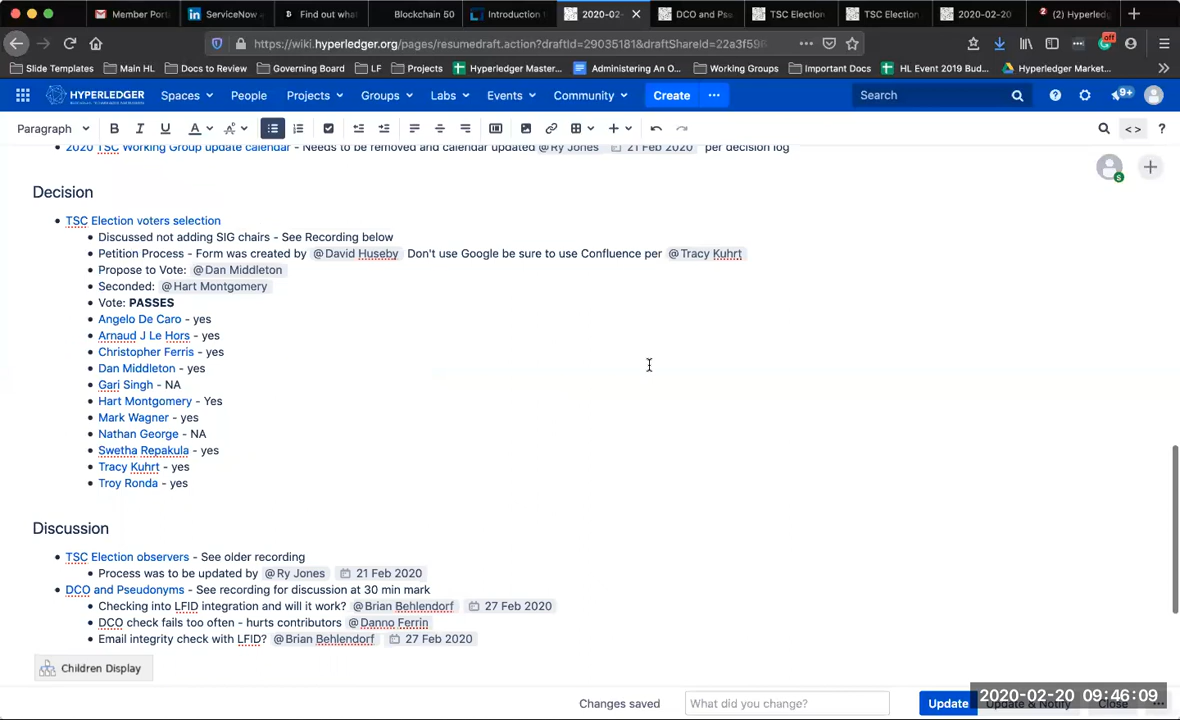 Member Port
ServiceNow
Find out what
Blockchain 50
Introduction
2020-02-
DCO and Pse
TSC Election
TSC Election
2020-02-20
(2) (Hyperled
https://wiki.hyperledger.org/pages/resumedraft.action?draftId=29035181&draftShareId=22a3f596
off
Slide Templates
Main HL
Docs to Review
Governing Board
LF
Projects
Hyperledger Master...
Administering An O...
Working Groups
Important Docs
HL Event 2019 Bud...
Hyperledger Market...
HYPERLEDGER
Spaces
People
Projects
Groups
Labs
Events
Community
Create
Search
9+
Paragraph
B I U A
2020 TSC Working Group update calendar - Needs to be removed and calendar updated @Ry Jones 21 Feb 2020 per decision log
Decision
TSC Election voters selection
Discussed not adding SIG chairs - See Recording below
Petition Process - Form was created by @David Huseby Don't use Google be sure to use Confluence per @Tracy Kuhrt
Propose to Vote: @Dan Middleton
Seconded: @Hart Montgomery
Vote: PASSES
Angelo De Caro - yes
Arnaud J Le Hors - yes
Christopher Ferris - yes
Dan Middleton - yes
Gari Singh - NA
Hart Montgomery - Yes
Mark Wagner - yes
Nathan George - NA
Swetha Repakula - yes
Tracy Kuhrt - yes
Troy Ronda - yes
Discussion
TSC Election observers - See older recording
Process was to be updated by @Ry Jones 21 Feb 2020
DCO and Pseudonyms - See recording for discussion at 30 min mark
Checking into LFID integration and will it work? @Brian Behlendorf 27 Feb 2020
DCO check fails too often - hurts contributors @Danno Ferrin
Email integrity check with LFID? @Brian Behlendorf 27 Feb 2020
Children Display
Changes saved
What did you change?
Update
Update & Notify
Close
2020-02-20 09:46:09